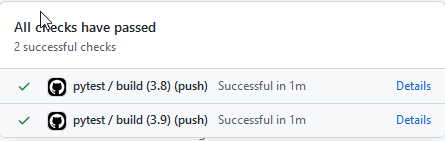 All checks have passed
2 successful checks
pytest / build (3.8) (push) Successful in 1m Details
pytest / build (3.9) (push) Successful in 1m Details